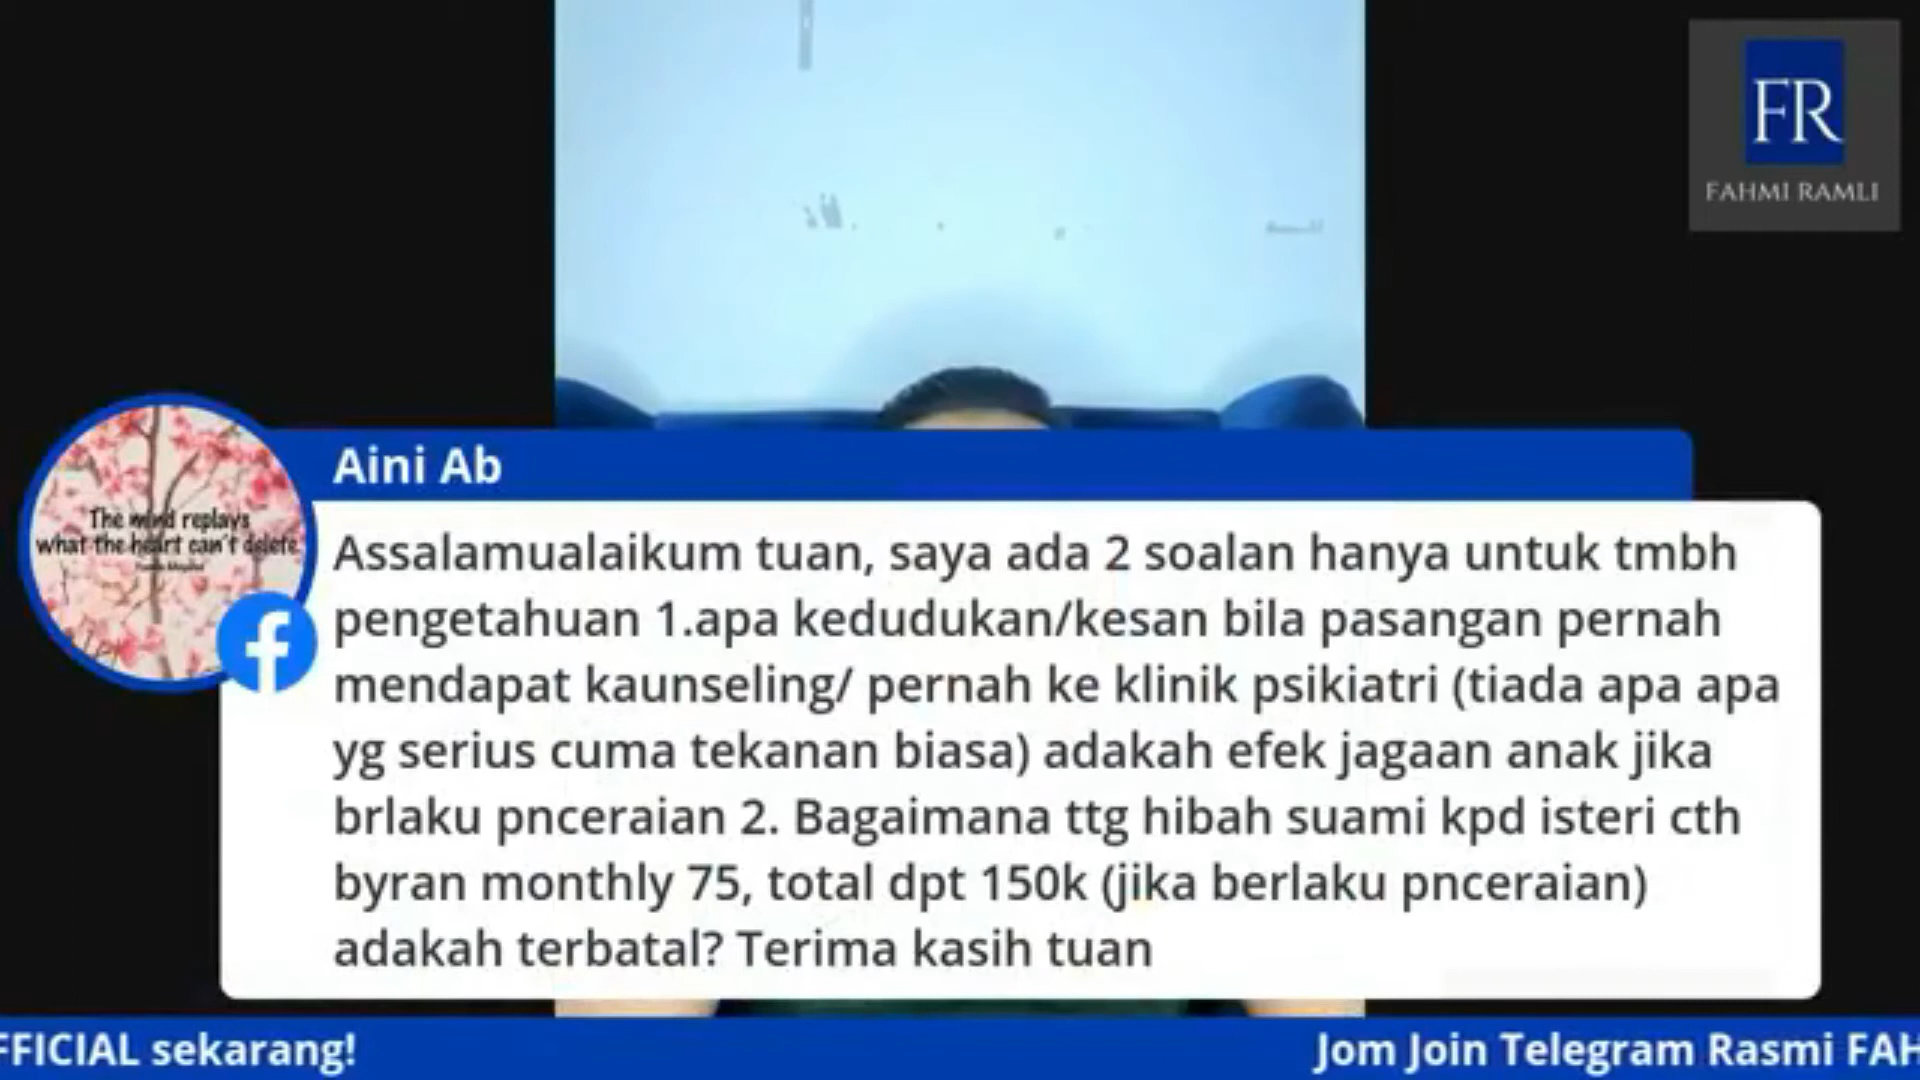 FR
FAHMI RAMLI
Aini Ab
The mind replays
what the heart can't delete
Assalamualaikum tuan, saya ada 2 soalan hanya untuk tmbh
pengetahuan 1.apa kedudukan/kesan bila pasangan pernah
mendapat kaunseling/ pernah ke klinik psikiatri (tiada apa apa
yg serius cuma tekanan biasa) adakah efek jagaan anak jika
brlaku pnceraian 2. Bagaimana ttg hibah suami kpd isteri cth
byran monthly 75, total dpt 150k (jika berlaku pnceraian)
adakah terbatal? Terima kasih tuan
FFICIAL sekarang!
Jom Join Telegram Rasmi FAH